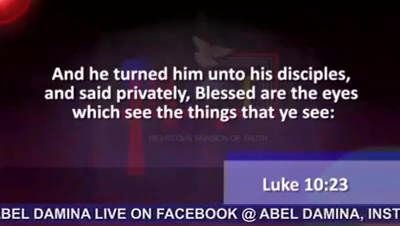 And he turned him unto his disciples,
and said privately, Blessed are the eyes
which see the things that ye see:
Luke 10:23
ABEL DAMINA LIVE ON FACEBOOK @ ABEL DAMINA, INST